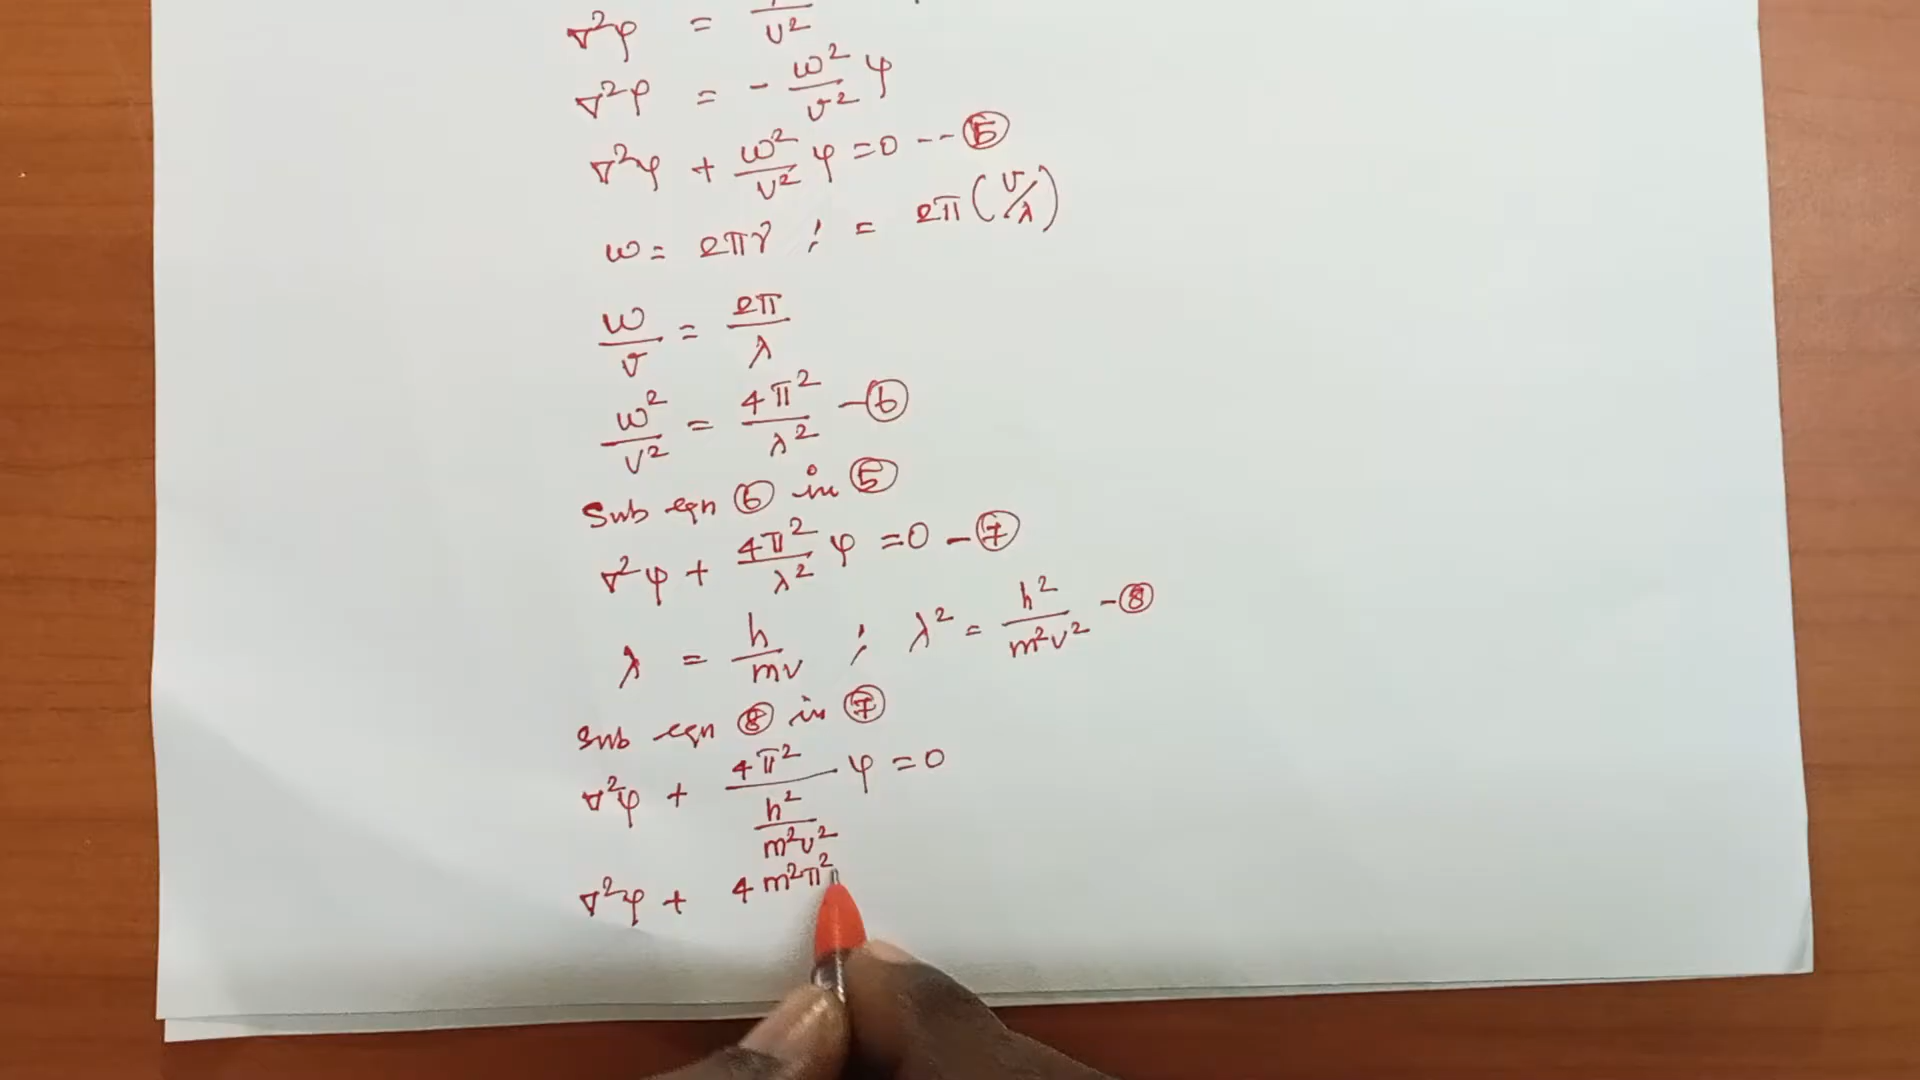 ∇²ψ = /v²
∇²ψ = - ω²/v² ψ
∇²ψ + ω²/v² ψ = 0 -- ⑤
ω = 2πν ; = 2π(v/λ)
ω/v = 2π/λ
ω²/v² = 4π²/λ² - ⑥
Sub eqn ⑥ in ⑤
∇²ψ + 4π²/λ² ψ = 0 - ⑦
λ = h/mv ; λ² = h²/m²v² - ⑧
Sub eqn ⑧ in ⑦
∇²ψ + 4π²/(h²/m²v²) ψ = 0
∇²ψ + 4m²π²